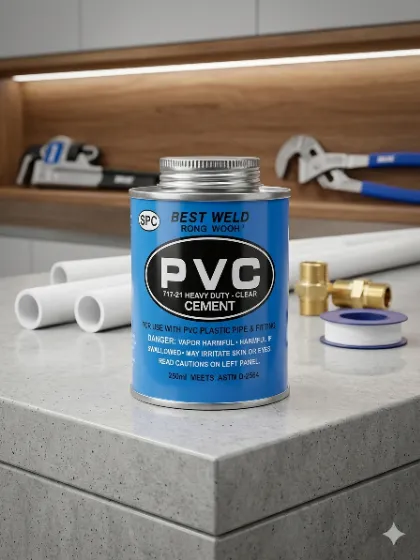 SPC
BEST WELD
RONG WOOH®
PVC
717-21 HEAVY DUTY - CLEAR
CEMENT
FOR USE WITH PVC PLASTIC PIPE & FITTING
DANGER: VAPOR HARMFUL • HARMFUL IF
SWALLOWED • MAY IRRITATE SKIN OR EYES
READ CAUTIONS ON LEFT PANEL.
250ml MEETS ASTM D-2564